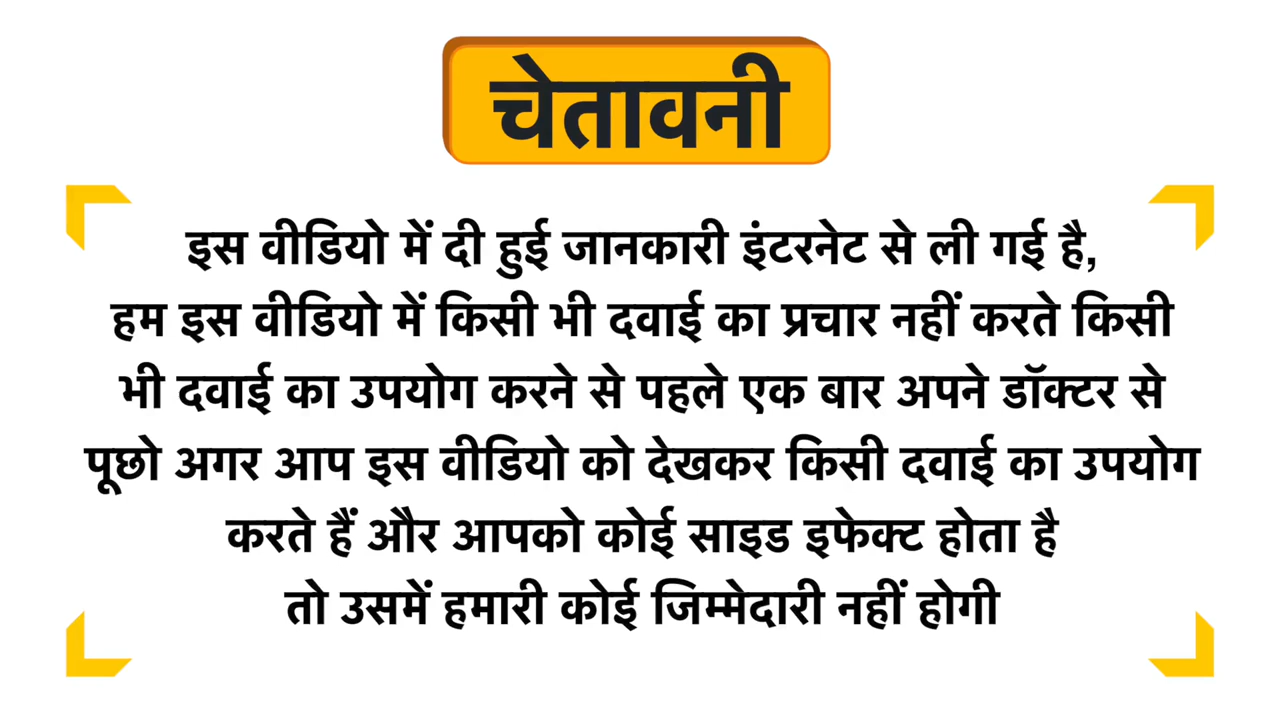 चेतावनी
इस वीडियो में दी हुई जानकारी इंटरनेट से ली गई है,
हम इस वीडियो में किसी भी दवाई का प्रचार नहीं करते किसी
भी दवाई का उपयोग करने से पहले एक बार अपने डॉक्टर से
पूछो अगर आप इस वीडियो को देखकर किसी दवाई का उपयोग
करते हैं और आपको कोई साइड इफेक्ट होता है
तो उसमें हमारी कोई जिम्मेदारी नहीं होगी